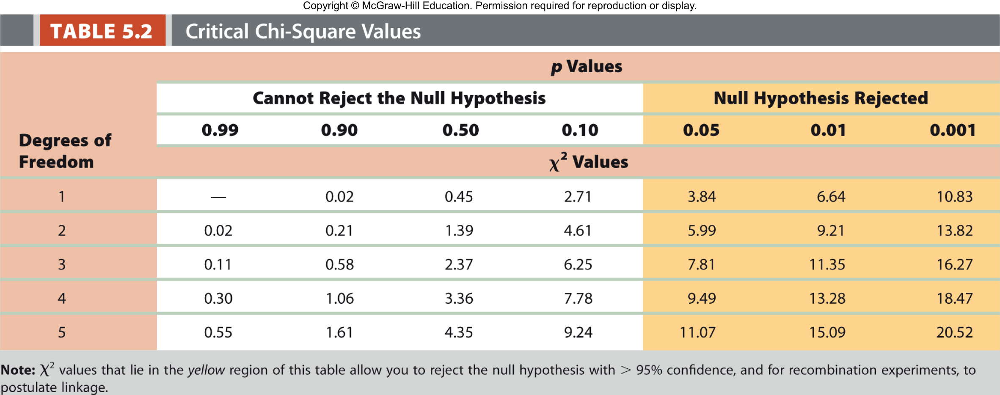 Copyright © McGraw-Hill Education. Permission required for reproduction or display.
TABLE 5.2 Critical Chi-Square Values
p Values
Cannot Reject the Null Hypothesis Null Hypothesis Rejected
0.99 0.90 0.50 0.10 0.05 0.01 0.001
Degrees of
Freedom
χ² Values
1 — 0.02 0.45 2.71 3.84 6.64 10.83
2 0.02 0.21 1.39 4.61 5.99 9.21 13.82
3 0.11 0.58 2.37 6.25 7.81 11.35 16.27
4 0.30 1.06 3.36 7.78 9.49 13.28 18.47
5 0.55 1.61 4.35 9.24 11.07 15.09 20.52
Note: χ² values that lie in the yellow region of this table allow you to reject the null hypothesis with > 95% confidence, and for recombination experiments, to
postulate linkage.